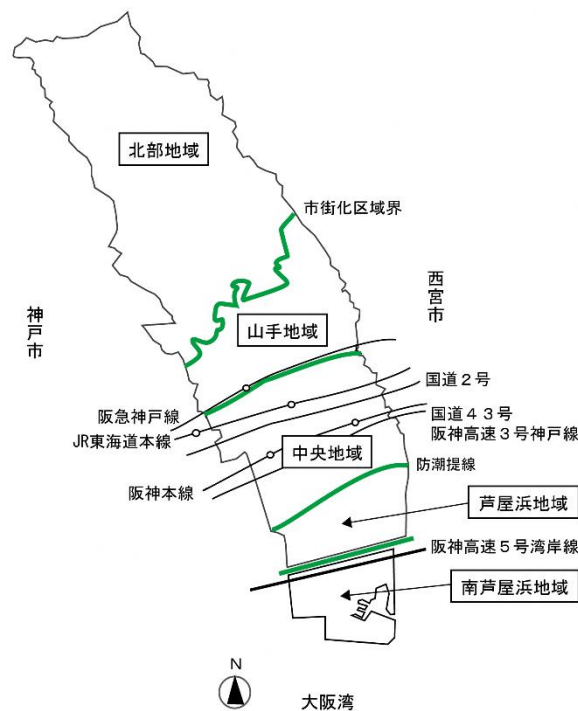 北部地域
市街化区域界
神戸市
西宮市
山手地域
国道2号
阪急神戸線
国道43号
JR東海道本線
阪神高速3号神戸線
中央地域
防潮提線
阪神本線
芦屋浜地域
阪神高速5号湾岸線
南芦屋浜地域
N
大阪湾